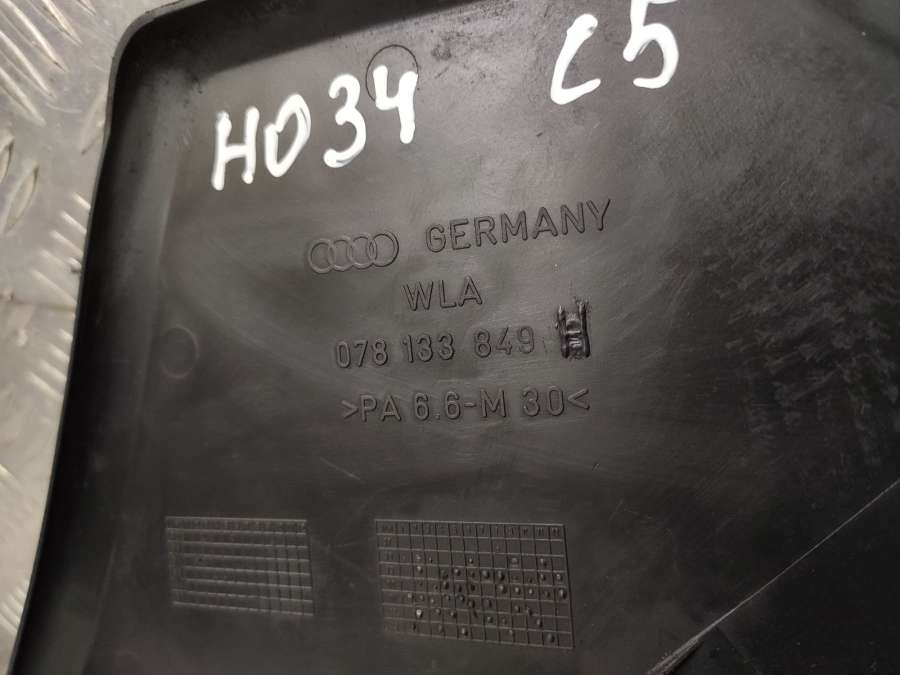 HO34 C5
GERMANY
WLA
078 133 849
>PA 6.6-M 30<